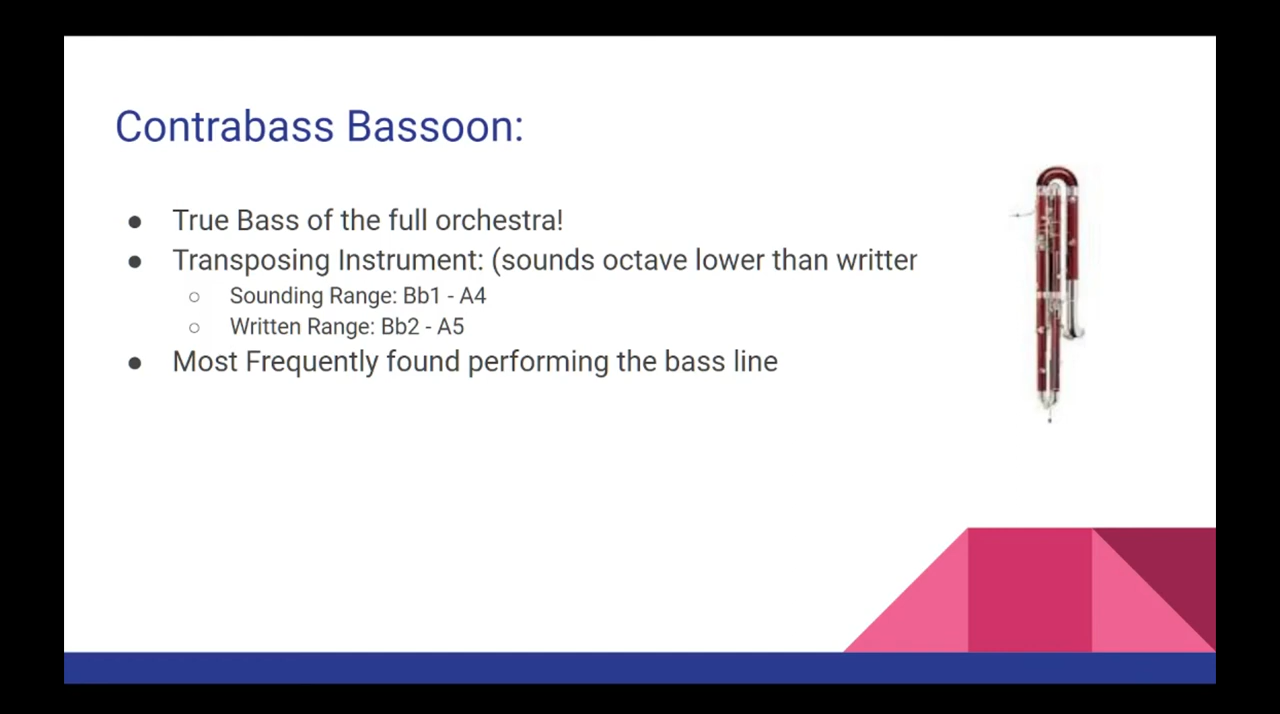 Contrabass Bassoon:
● True Bass of the full orchestra!
● Transposing Instrument: (sounds octave lower than writter
○ Sounding Range: Bb1 - A4
○ Written Range: Bb2 - A5
● Most Frequently found performing the bass line